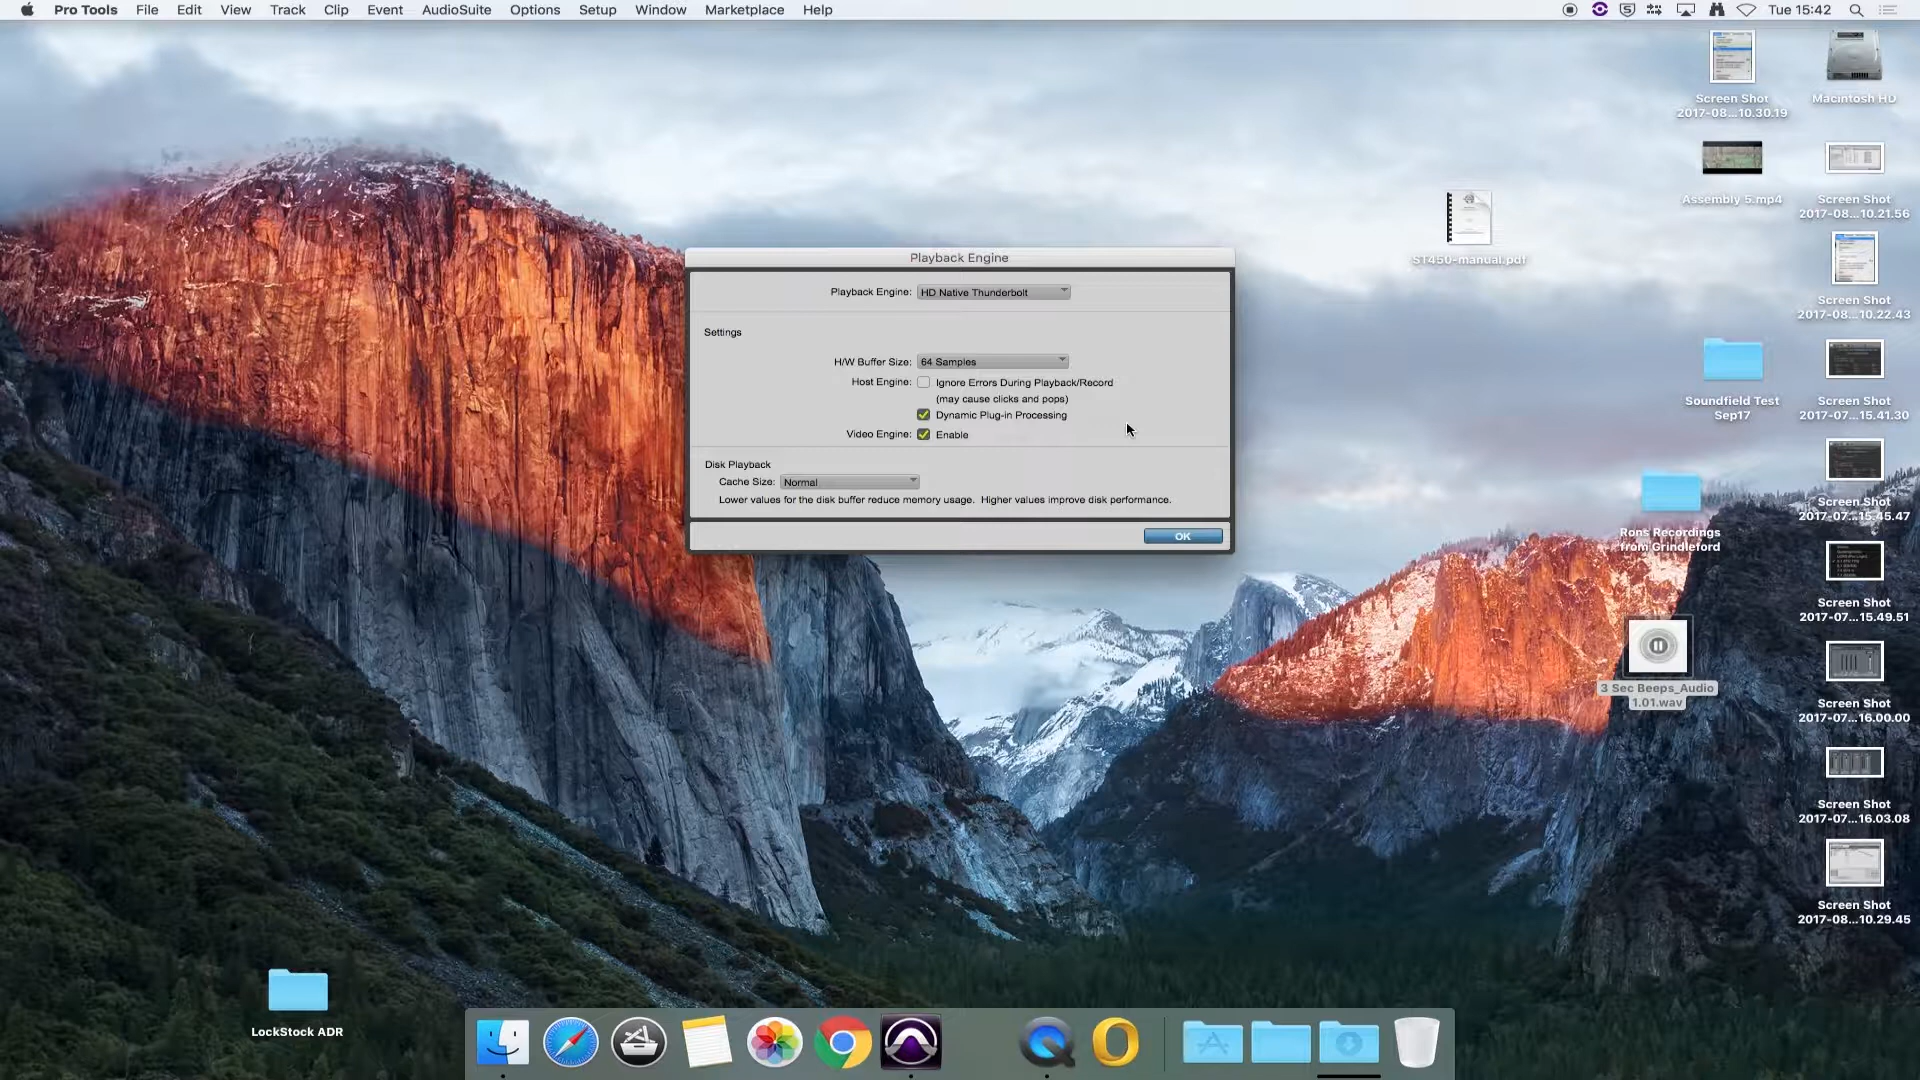 Pro Tools File Edit View Track Clip Event AudioSuite Options Setup Window Marketplace Help
Tue 15:42
Screen Shot
2017-08...10.30.19
Macintosh HD
Assembly 5.mp4
Screen Shot
2017-08...10.21.56
ST450-manual.pdf
Screen Shot
2017-08...10.22.43
Soundfield Test
Sep17
Screen Shot
2017-07...15.41.30
Rons Recordings
from Grindleford
Screen Shot
2017-07...15.45.47
Screen Shot
2017-07...15.49.51
3 Sec Beeps_Audio
1.01.wav
Screen Shot
2017-07...16.00.00
Screen Shot
2017-07...16.03.08
Screen Shot
2017-08...10.29.45
Playback Engine
Playback Engine: HD Native Thunderbolt
Settings
H/W Buffer Size: 64 Samples
Host Engine: Ignore Errors During Playback/Record
(may cause clicks and pops)
Dynamic Plug-in Processing
Video Engine: Enable
Disk Playback
Cache Size: Normal
Lower values for the disk buffer reduce memory usage. Higher values improve disk performance.
OK
LockStock ADR